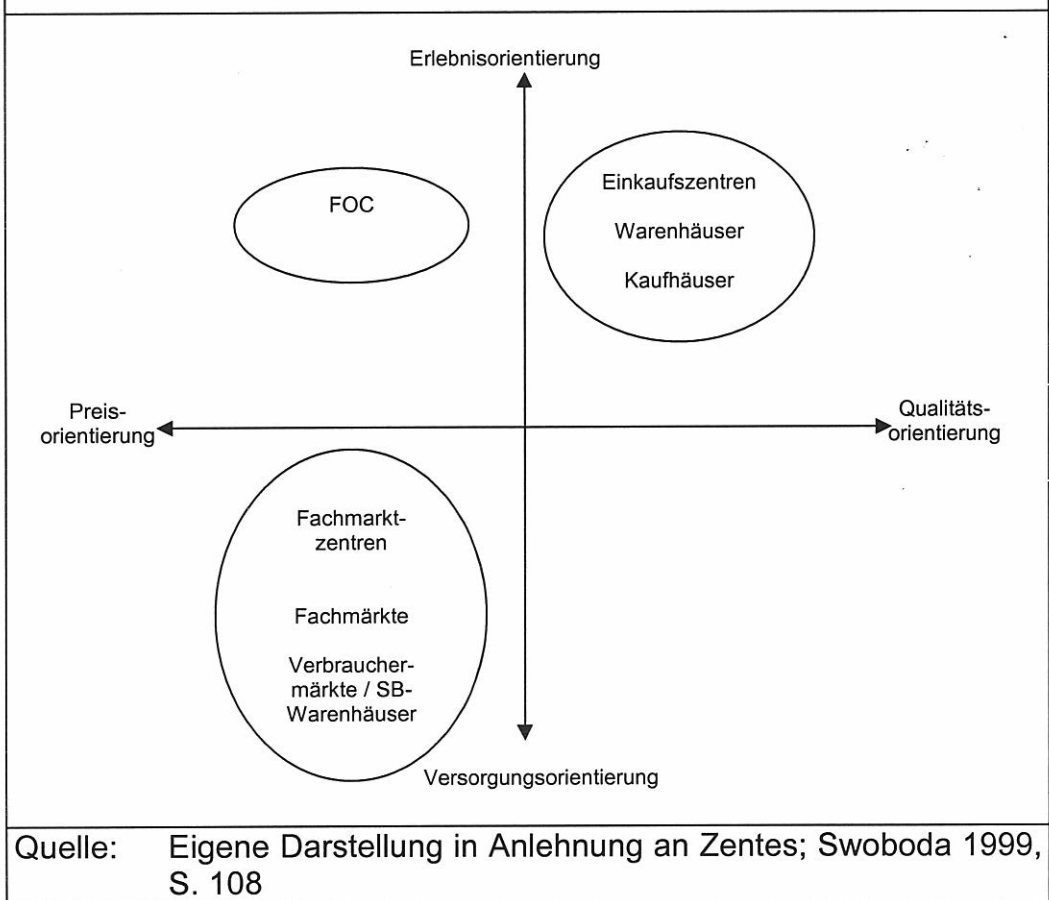 Erlebnisorientierung
FOC
Einkaufszentren
Warenhäuser
Kaufhäuser
Preis-
orientierung
Qualitäts-
orientierung
Fachmarkt-
zentren
Fachmärkte
Verbraucher-
märkte / SB-
Warenhäuser
Versorgungsorientierung
Quelle: Eigene Darstellung in Anlehnung an Zentes; Swoboda 1999,
S. 108